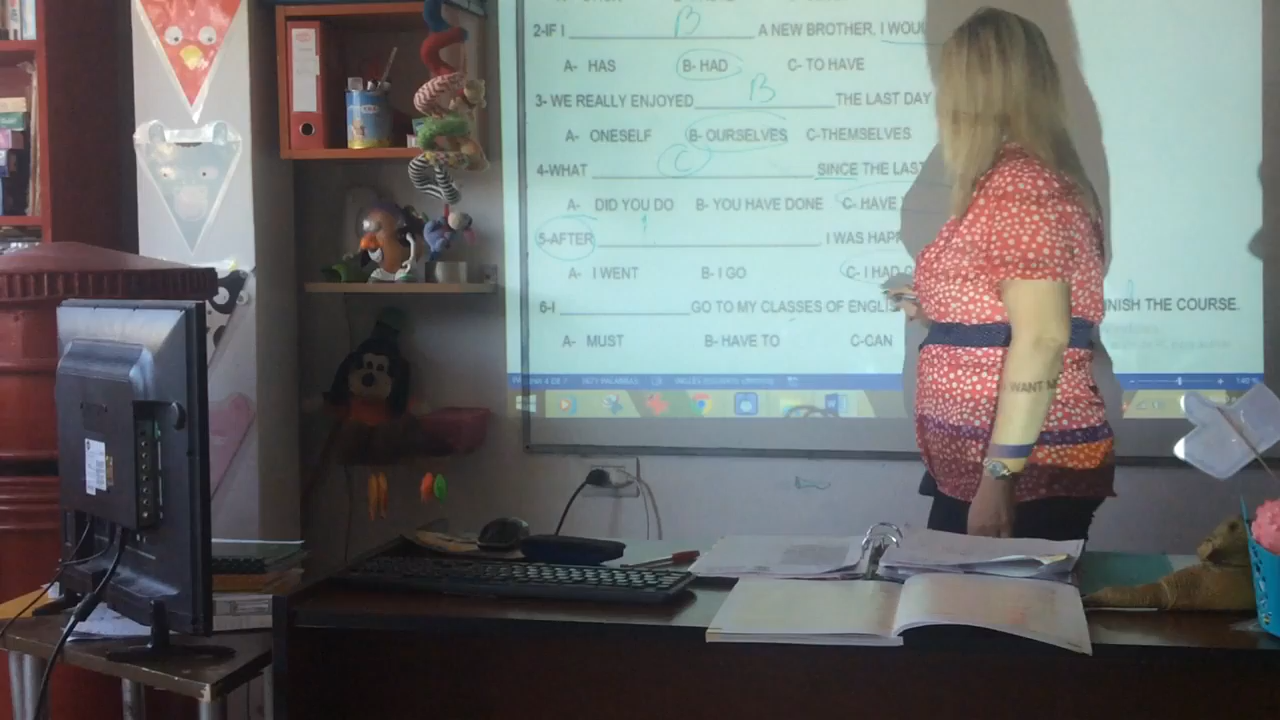 B
2-IF I A NEW BROTHER. I WOU
A- HAS B- HAD C- TO HAVE
B
3- WE REALLY ENJOYED THE LAST DAY
A- ONESELF B- OURSELVES C-THEMSELVES
C
4-WHAT SINCE THE LAST
A- DID YOU DO B- YOU HAVE DONE C- HAVE
5-AFTER I WAS HAPP
A- I WENT B- I GO C- I HAD
6-I GO TO MY CLASSES OF ENGLI NISH THE COURSE.
A- MUST B- HAVE TO C-CAN
I WANT